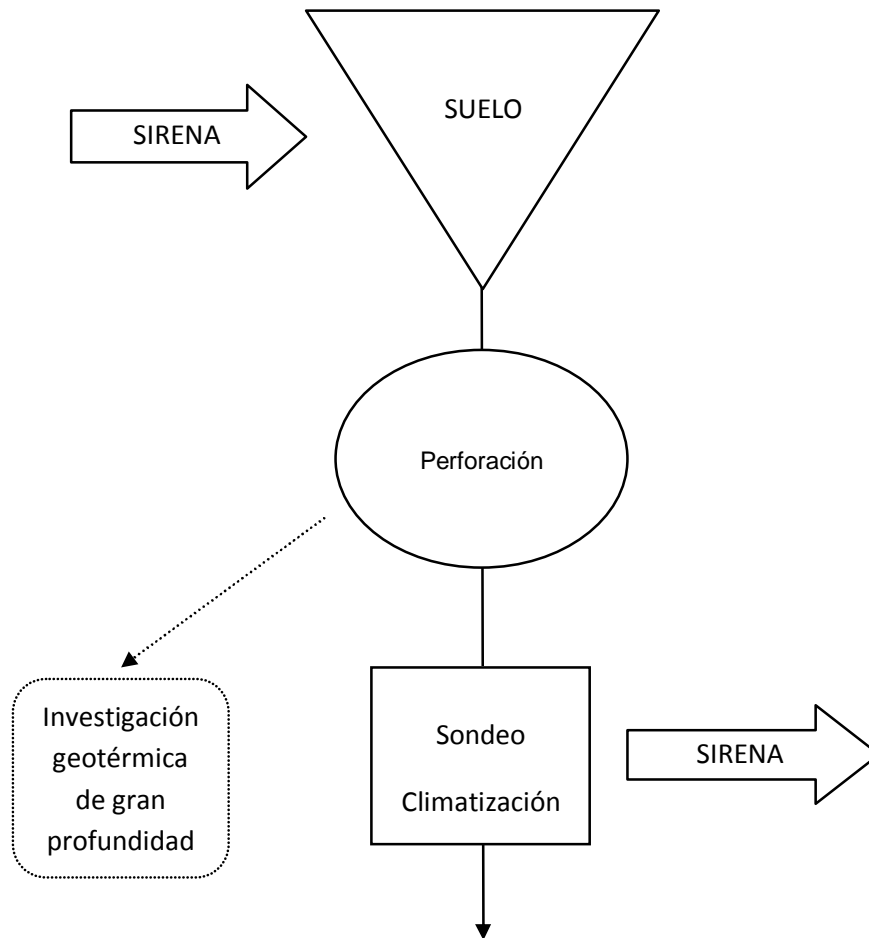 SUELO
SIRENA
Perforación
Investigación
geotérmica
de gran
profundidad
Sondeo
Climatización
SIRENA